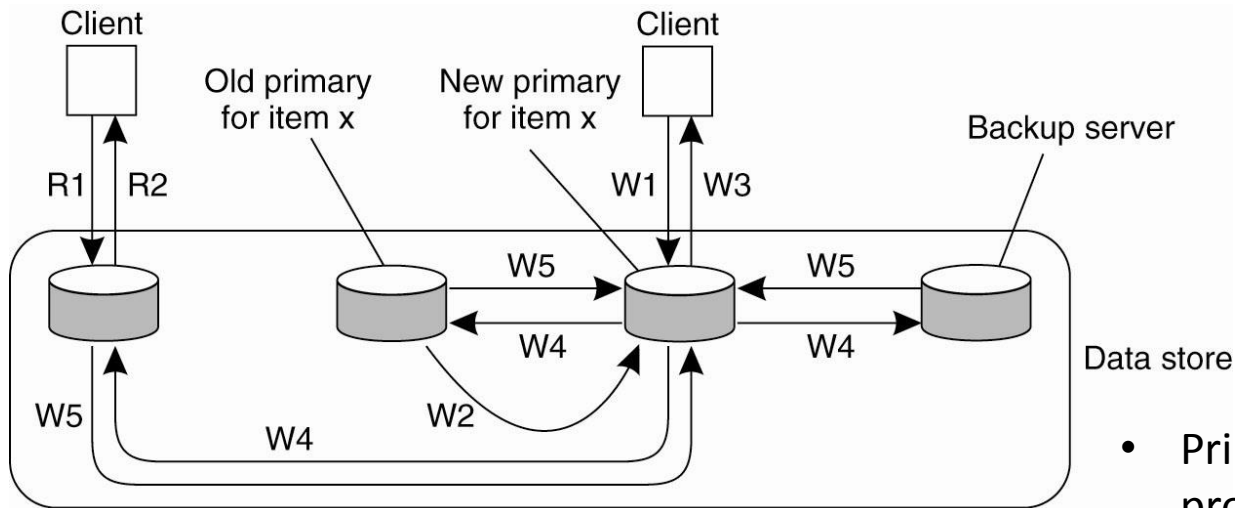 Client
Client
Old primary
for item x
New primary
for item x
Backup server
R1
R2
W1
W3
W5
W5
W4
W4
Data store
W5
W2
W4
• Pri
pro